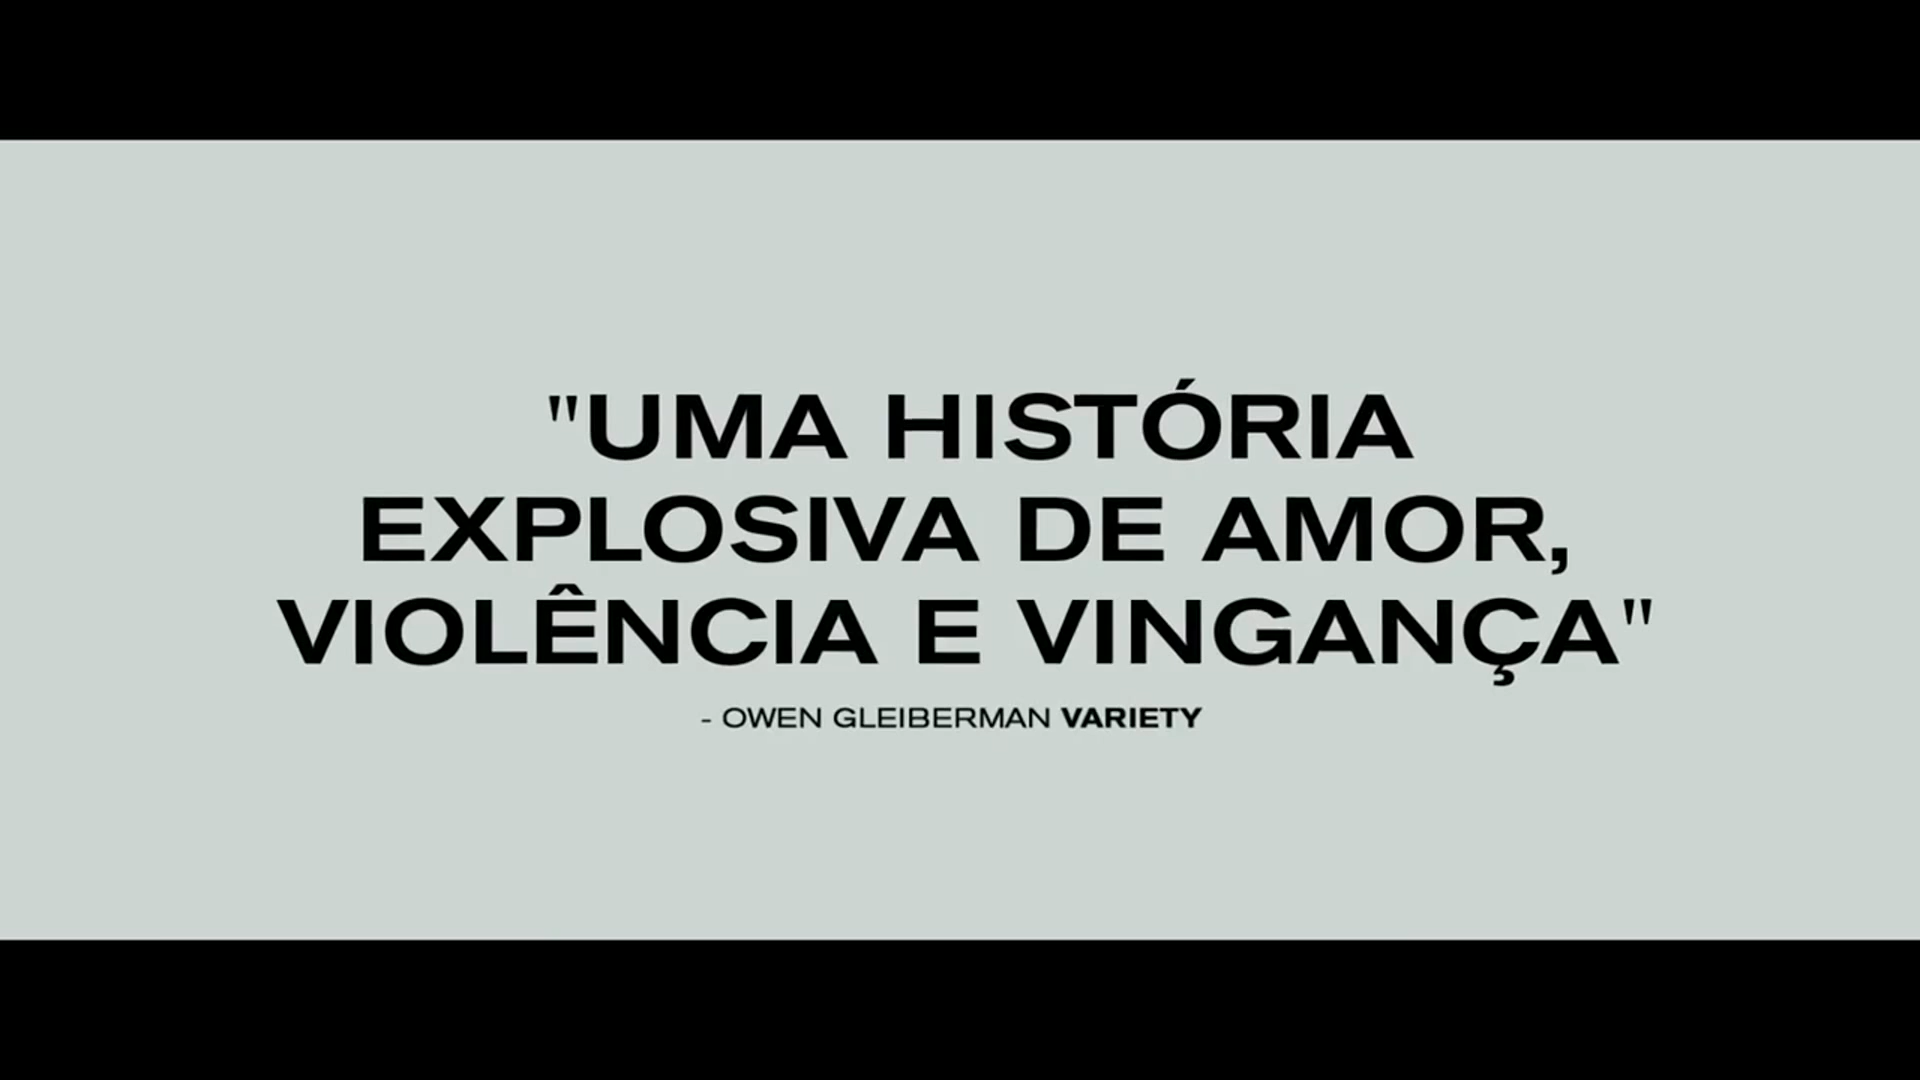 "UMA HISTÓRIA
EXPLOSIVA DE AMOR,
VIOLÊNCIA E VINGANÇA"
- OWEN GLEIBERMAN VARIETY